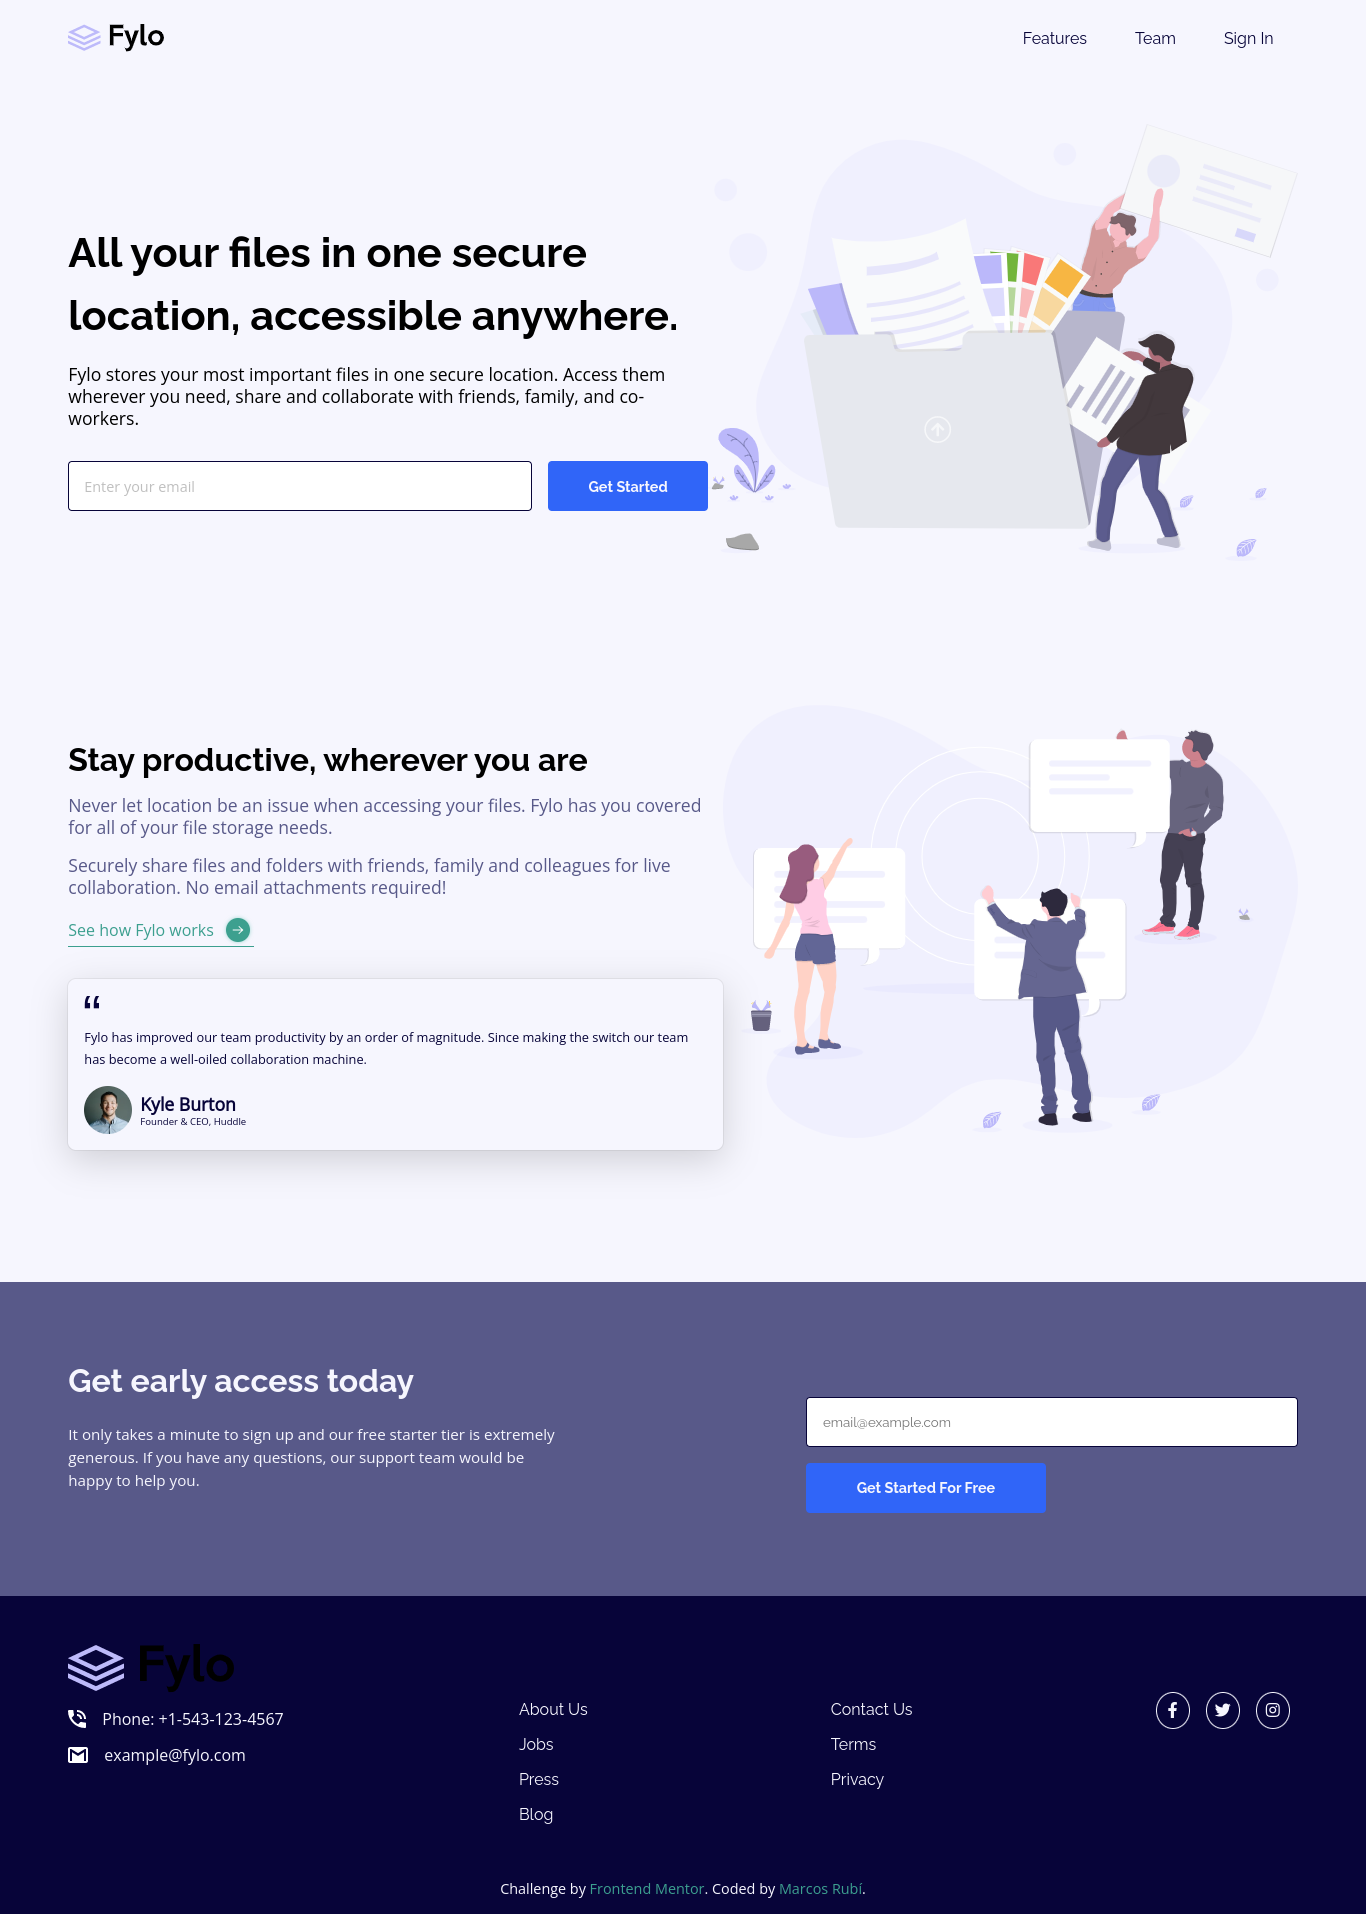 Fylo
Features
Team
Sign In
All your files in one secure
location, accessible anywhere.
Fylo stores your most important files in one secure location. Access them
wherever you need, share and collaborate with friends, family, and co-
workers.
Enter your email
Get Started
Stay productive, wherever you are
Never let location be an issue when accessing your files. Fylo has you covered
for all of your file storage needs.
Securely share files and folders with friends, family and colleagues for live
collaboration. No email attachments required!
See how Fylo works
“
Fylo has improved our team productivity by an order of magnitude. Since making the switch our team
has become a well-oiled collaboration machine.
Kyle Burton
Founder & CEO, Huddle
Get early access today
It only takes a minute to sign up and our free starter tier is extremely
generous. If you have any questions, our support team would be
happy to help you.
email@example.com
Get Started For Free
Fylo
Phone: +1-543-123-4567
example@fylo.com
About Us
Jobs
Press
Blog
Contact Us
Terms
Privacy
Challenge by Frontend Mentor. Coded by Marcos Rubí.